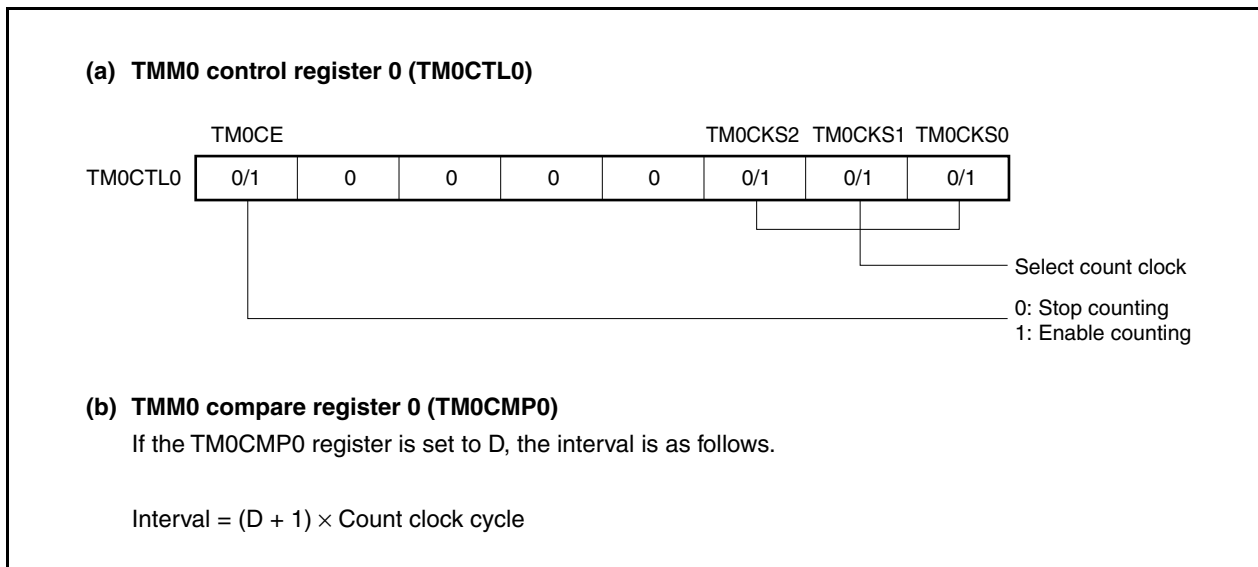 (a) TMM0 control register 0 (TM0CTL0)
TM0CE TM0CKS2 TM0CKS1 TM0CKS0
TM0CTL0 0/1 0 0 0 0 0/1 0/1 0/1
Select count clock
0: Stop counting
1: Enable counting
(b) TMM0 compare register 0 (TM0CMP0)
If the TM0CMP0 register is set to D, the interval is as follows.
Interval = (D + 1) × Count clock cycle